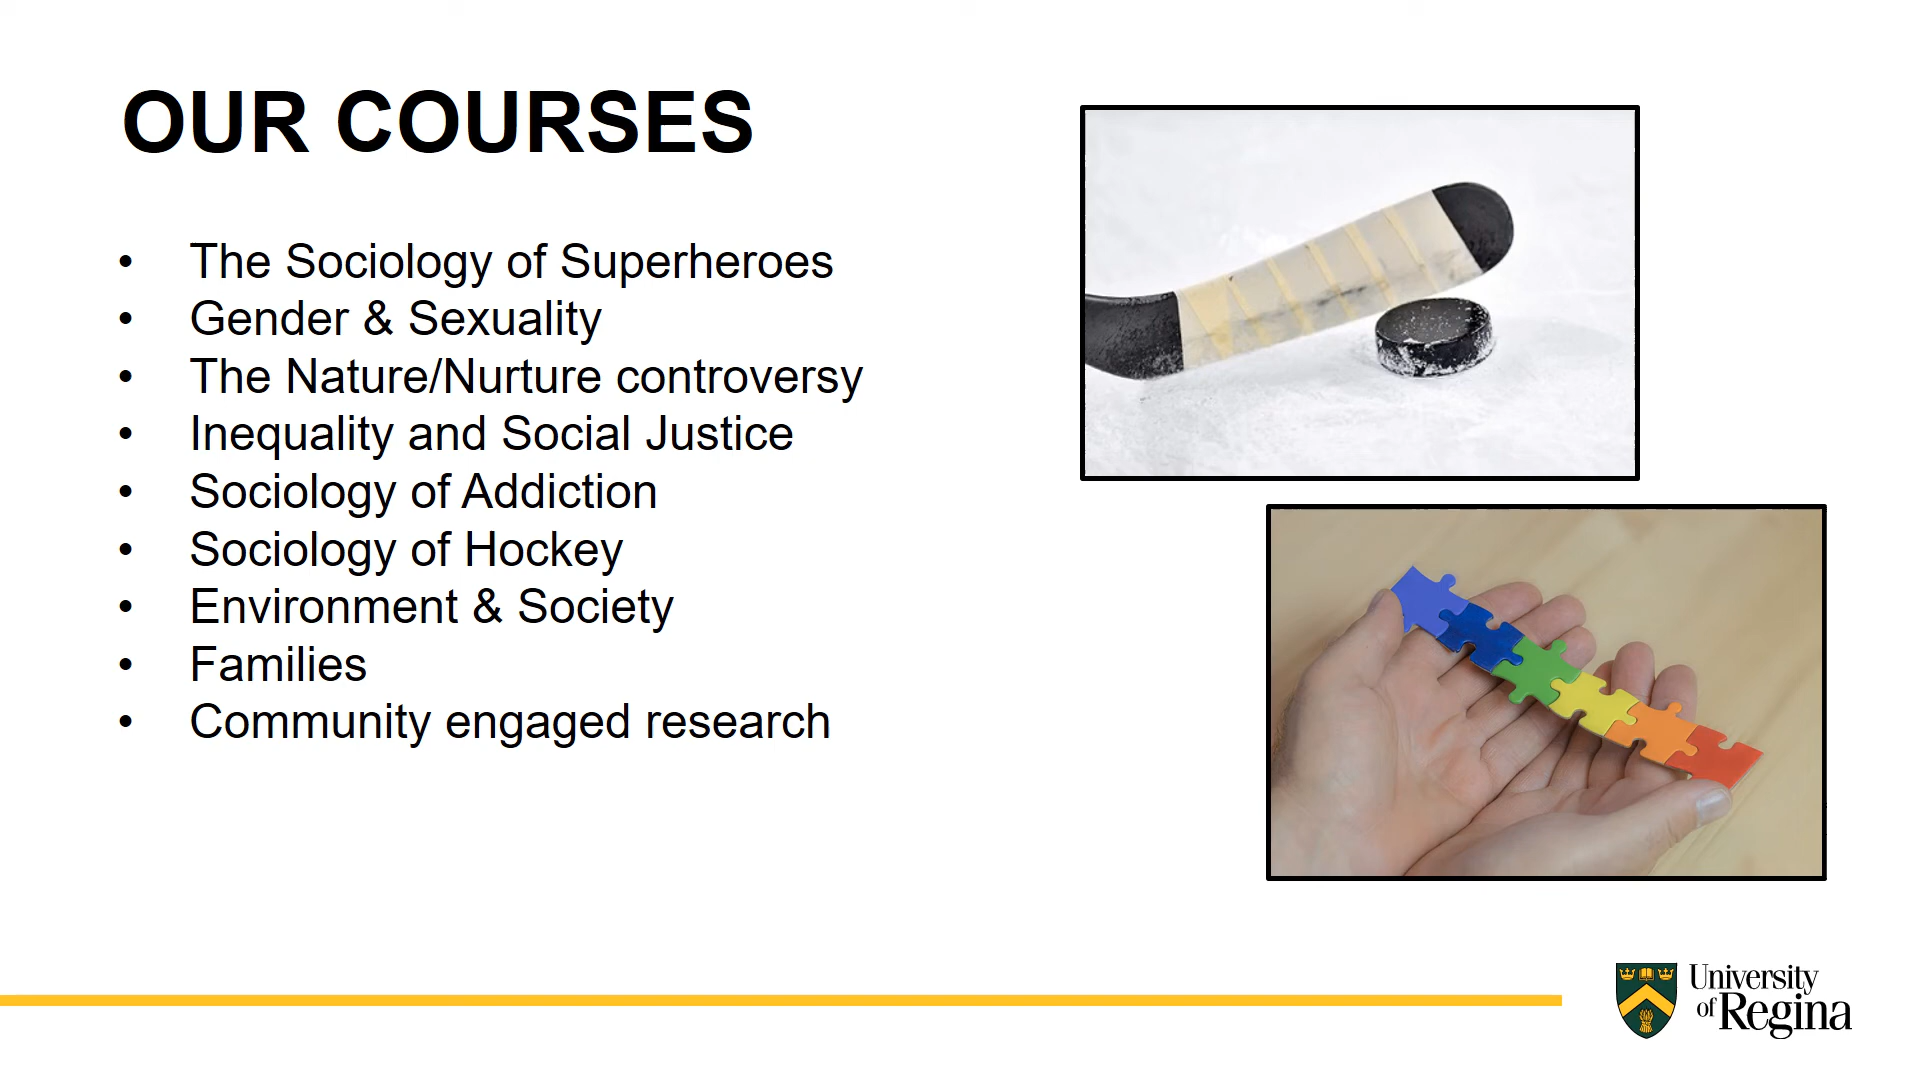 OUR COURSES
• The Sociology of Superheroes
• Gender & Sexuality
• The Nature/Nurture controversy
• Inequality and Social Justice
• Sociology of Addiction
• Sociology of Hockey
• Environment & Society
• Families
• Community engaged research
University
of Regina